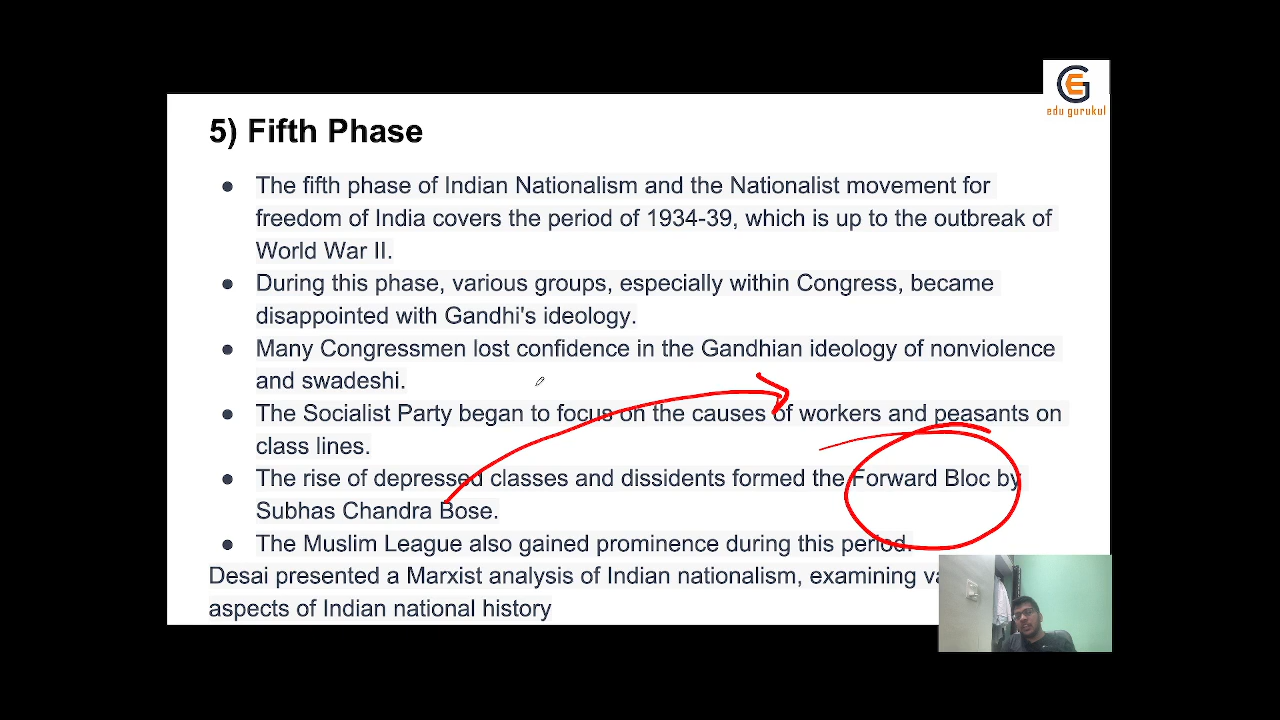 edu gurukul
5) Fifth Phase
● The fifth phase of Indian Nationalism and the Nationalist movement for
freedom of India covers the period of 1934-39, which is up to the outbreak of
World War II.
● During this phase, various groups, especially within Congress, became
disappointed with Gandhi's ideology.
● Many Congressmen lost confidence in the Gandhian ideology of nonviolence
and swadeshi.
● The Socialist Party began to focus on the causes of workers and peasants on
class lines.
● The rise of depressed classes and dissidents formed the Forward Bloc by
Subhas Chandra Bose.
● The Muslim League also gained prominence during this period.
Desai presented a Marxist analysis of Indian nationalism, examining
aspects of Indian national history